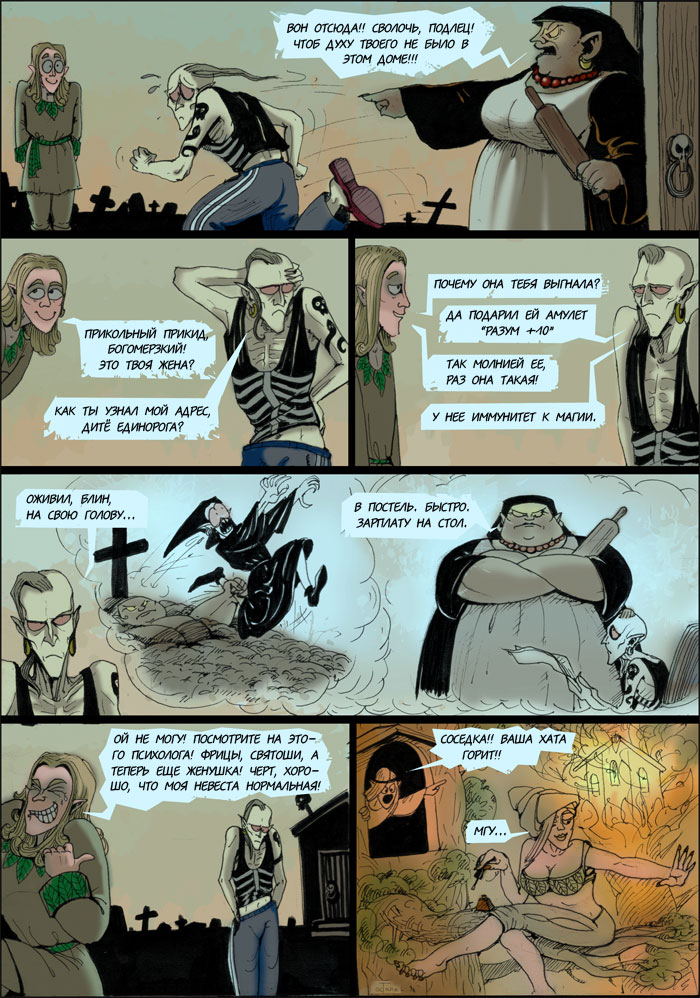 ВОН ОТСЮДА!! СВОЛОЧЬ, ПОДЛЕЦ!
ЧТОБ ДУХУ ТВОЕГО НЕ БЫЛО В
ЭТОМ ДОМЕ!!!
ПРИКОЛЬНЫЙ ПРИКИД,
БОГОМЕРЗКИЙ!
ЭТО ТВОЯ ЖЕНА?
КАК ТЫ УЗНАЛ МОЙ АДРЕС,
ДИТЁ ЕДИНОРОГА?
ПОЧЕМУ ОНА ТЕБЯ ВЫГНАЛА?
ДА ПОДАРИЛ ЕЙ АМУЛЕТ
"РАЗУМ +10"
ТАК МОЛНИЕЙ ЕЕ,
РАЗ ОНА ТАКАЯ!
У НЕЕ ИММУНИТЕТ К МАГИИ.
ОЖИВИЛ, БЛИН,
НА СВОЮ ГОЛОВУ...
В ПОСТЕЛЬ. БЫСТРО.
ЗАРПЛАТУ НА СТОЛ.
ОЙ НЕ МОГУ! ПОСМОТРИТЕ НА ЭТО-
ГО ПСИХОЛОГА! ФРИЦЫ, СВЯТОШИ, А
ТЕПЕРЬ ЕЩЕ ЖЕНУШКА! ЧЕРТ, ХОРО-
ШО, ЧТО МОЯ НЕВЕСТА НОРМАЛЬНАЯ!
СОСЕДКА!! ВАША ХАТА
ГОРИТ!!
МГУ...